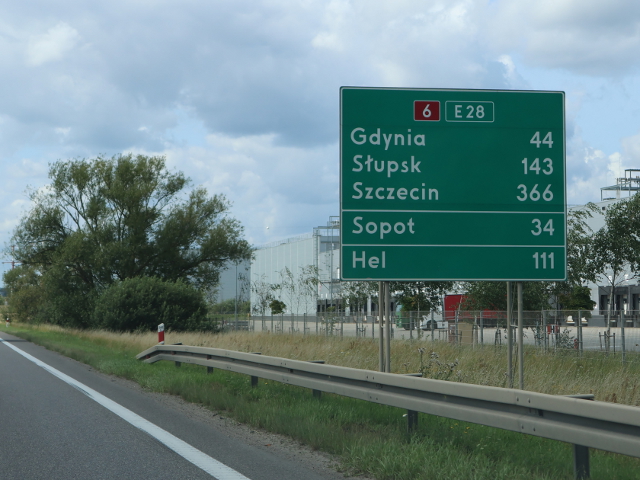 6 E28
Gdynia 44
Słupsk 143
Szczecin 366
Sopot 34
Hel 111